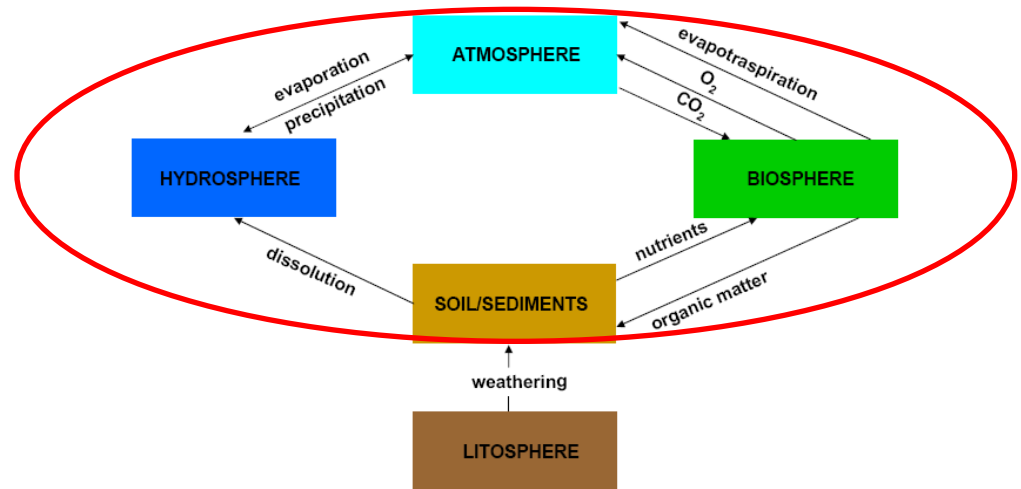 ATMOSPHERE
evaporation
precipitation
evapotraspiration
O2
CO2
HYDROSPHERE
BIOSPHERE
dissolution
nutrients
organic matter
SOIL/SEDIMENTS
weathering
LITOSPHERE